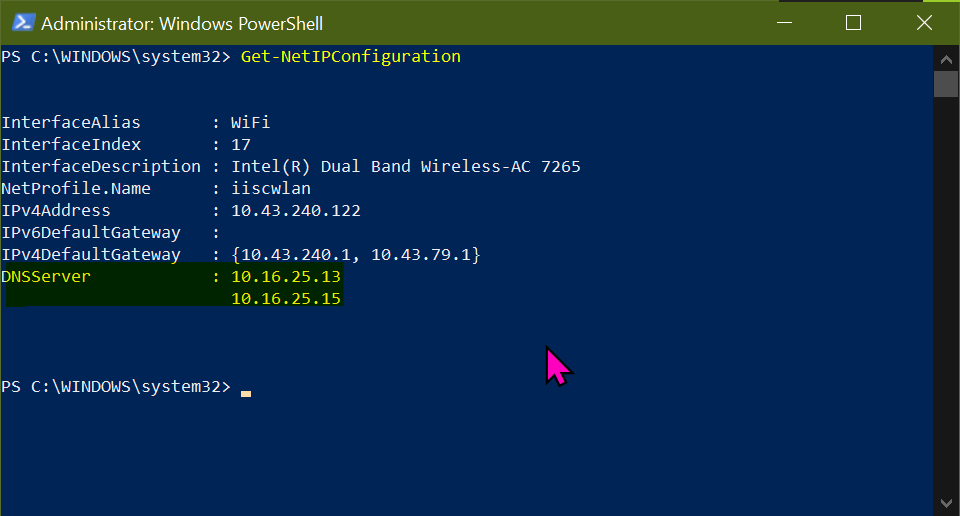 Administrator: Windows PowerShell
PS C:\WINDOWS\system32> Get-NetIPConfiguration
InterfaceAlias : WiFi
InterfaceIndex : 17
InterfaceDescription : Intel(R) Dual Band Wireless-AC 7265
NetProfile.Name : iiscwlan
IPv4Address : 10.43.240.122
IPv6DefaultGateway :
IPv4DefaultGateway : {10.43.240.1, 10.43.79.1}
DNSServer : 10.16.25.13
10.16.25.15
PS C:\WINDOWS\system32>